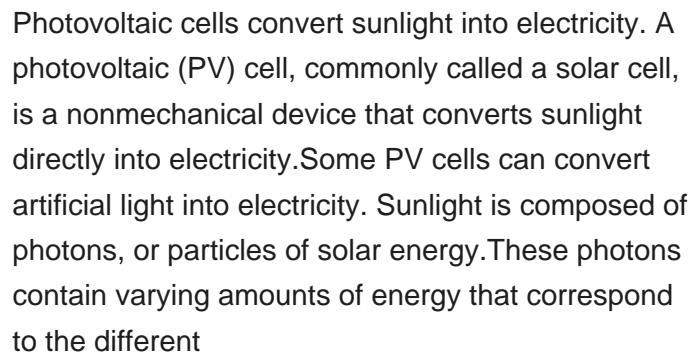 Photovoltaic cells convert sunlight into electricity. A
photovoltaic (PV) cell, commonly called a solar cell,
is a nonmechanical device that converts sunlight
directly into electricity.Some PV cells can convert
artificial light into electricity. Sunlight is composed of
photons, or particles of solar energy.These photons
contain varying amounts of energy that correspond
to the different